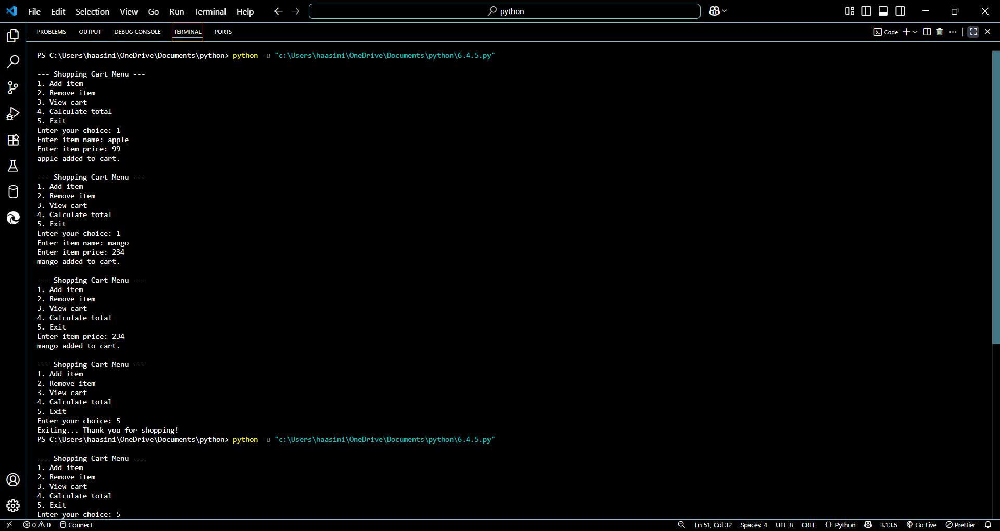 File Edit Selection View Go Run Terminal Help python
PROBLEMS OUTPUT DEBUG CONSOLE TERMINAL PORTS Code
PS C:\Users\haasini\OneDrive\Documents\python> python -u "c:\Users\haasini\OneDrive\Documents\python\6.4.5.py"
--- Shopping Cart Menu ---
1. Add item
2. Remove item
3. View cart
4. Calculate total
5. Exit
Enter your choice: 1
Enter item name: apple
Enter item price: 99
apple added to cart.
--- Shopping Cart Menu ---
1. Add item
2. Remove item
3. View cart
4. Calculate total
5. Exit
Enter your choice: 1
Enter item name: mango
Enter item price: 234
mango added to cart.
--- Shopping Cart Menu ---
1. Add item
2. Remove item
3. View cart
4. Calculate total
5. Exit
Enter item price: 234
mango added to cart.
--- Shopping Cart Menu ---
1. Add item
2. Remove item
3. View cart
4. Calculate total
5. Exit
Enter your choice: 5
Exiting... Thank you for shopping!
PS C:\Users\haasini\OneDrive\Documents\python> python -u "c:\Users\haasini\OneDrive\Documents\python\6.4.5.py"
--- Shopping Cart Menu ---
1. Add item
2. Remove item
3. View cart
4. Calculate total
5. Exit
Enter your choice: 5
0 0 Connect Ln 51, Col 32 Spaces: 4 UTF-8 CRLF {} Python 3.13.5 Go Live Prettier